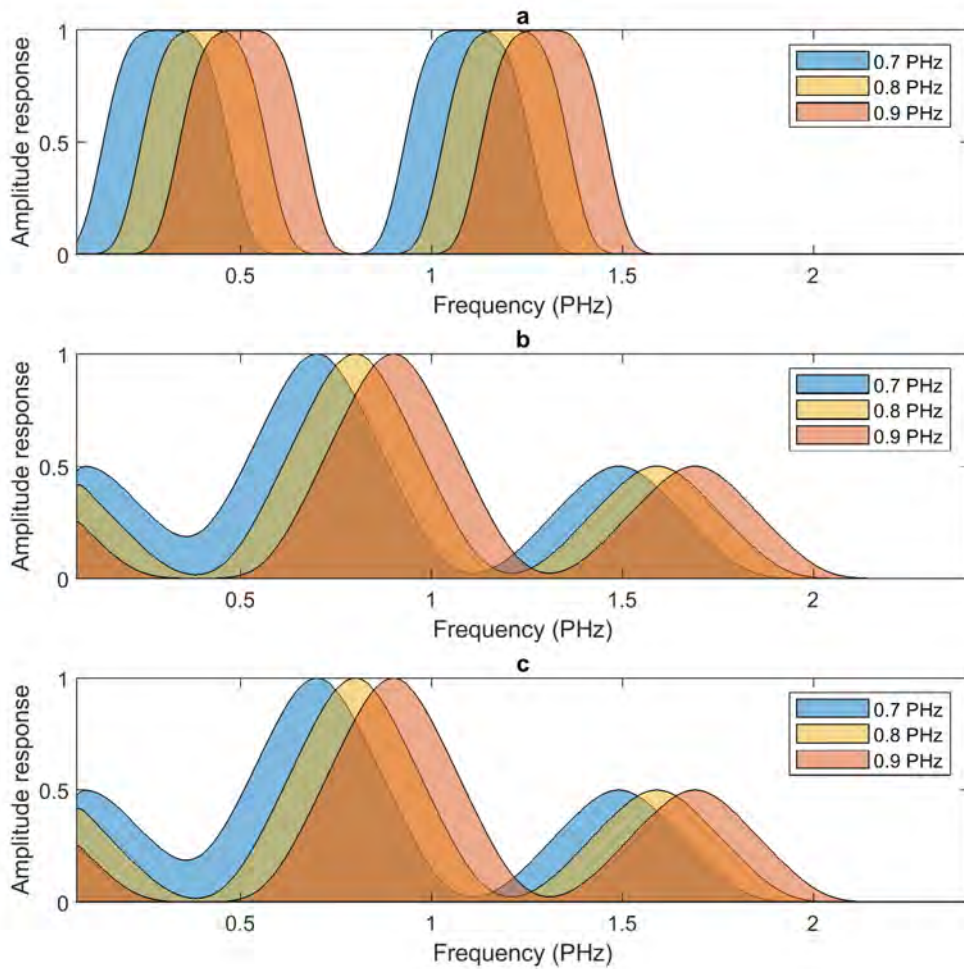 a
1
0.5
0
Amplitude response
0.7 PHz
0.8 PHz
0.9 PHz
0.5
1
1.5
2
Frequency (PHz)
b
1
0.5
0
Amplitude response
0.7 PHz
0.8 PHz
0.9 PHz
0.5
1
1.5
2
Frequency (PHz)
c
1
0.5
0
Amplitude response
0.7 PHz
0.8 PHz
0.9 PHz
0.5
1
1.5
2
Frequency (PHz)